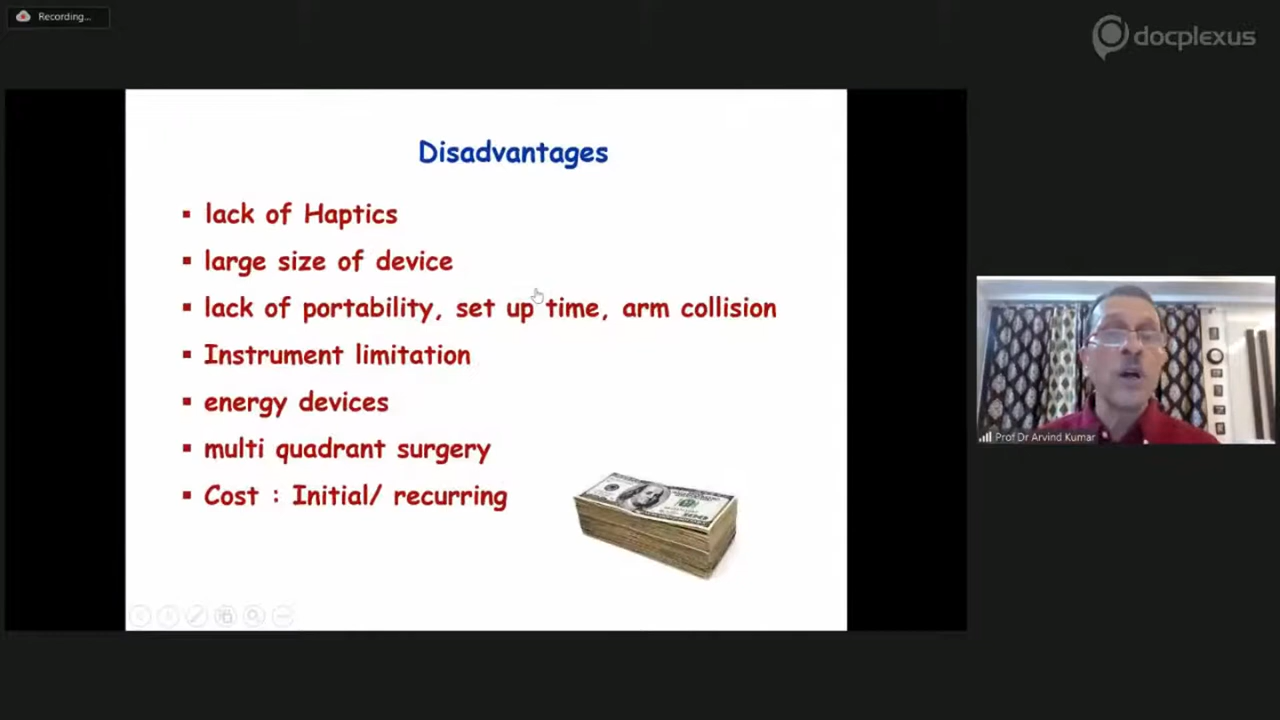 Recording...
docplexus
Disadvantages
▪ lack of Haptics
▪ large size of device
▪ lack of portability, set up time, arm collision
▪ Instrument limitation
▪ energy devices
▪ multi quadrant surgery
▪ Cost : Initial/ recurring
Prof Dr Arvind Kumar